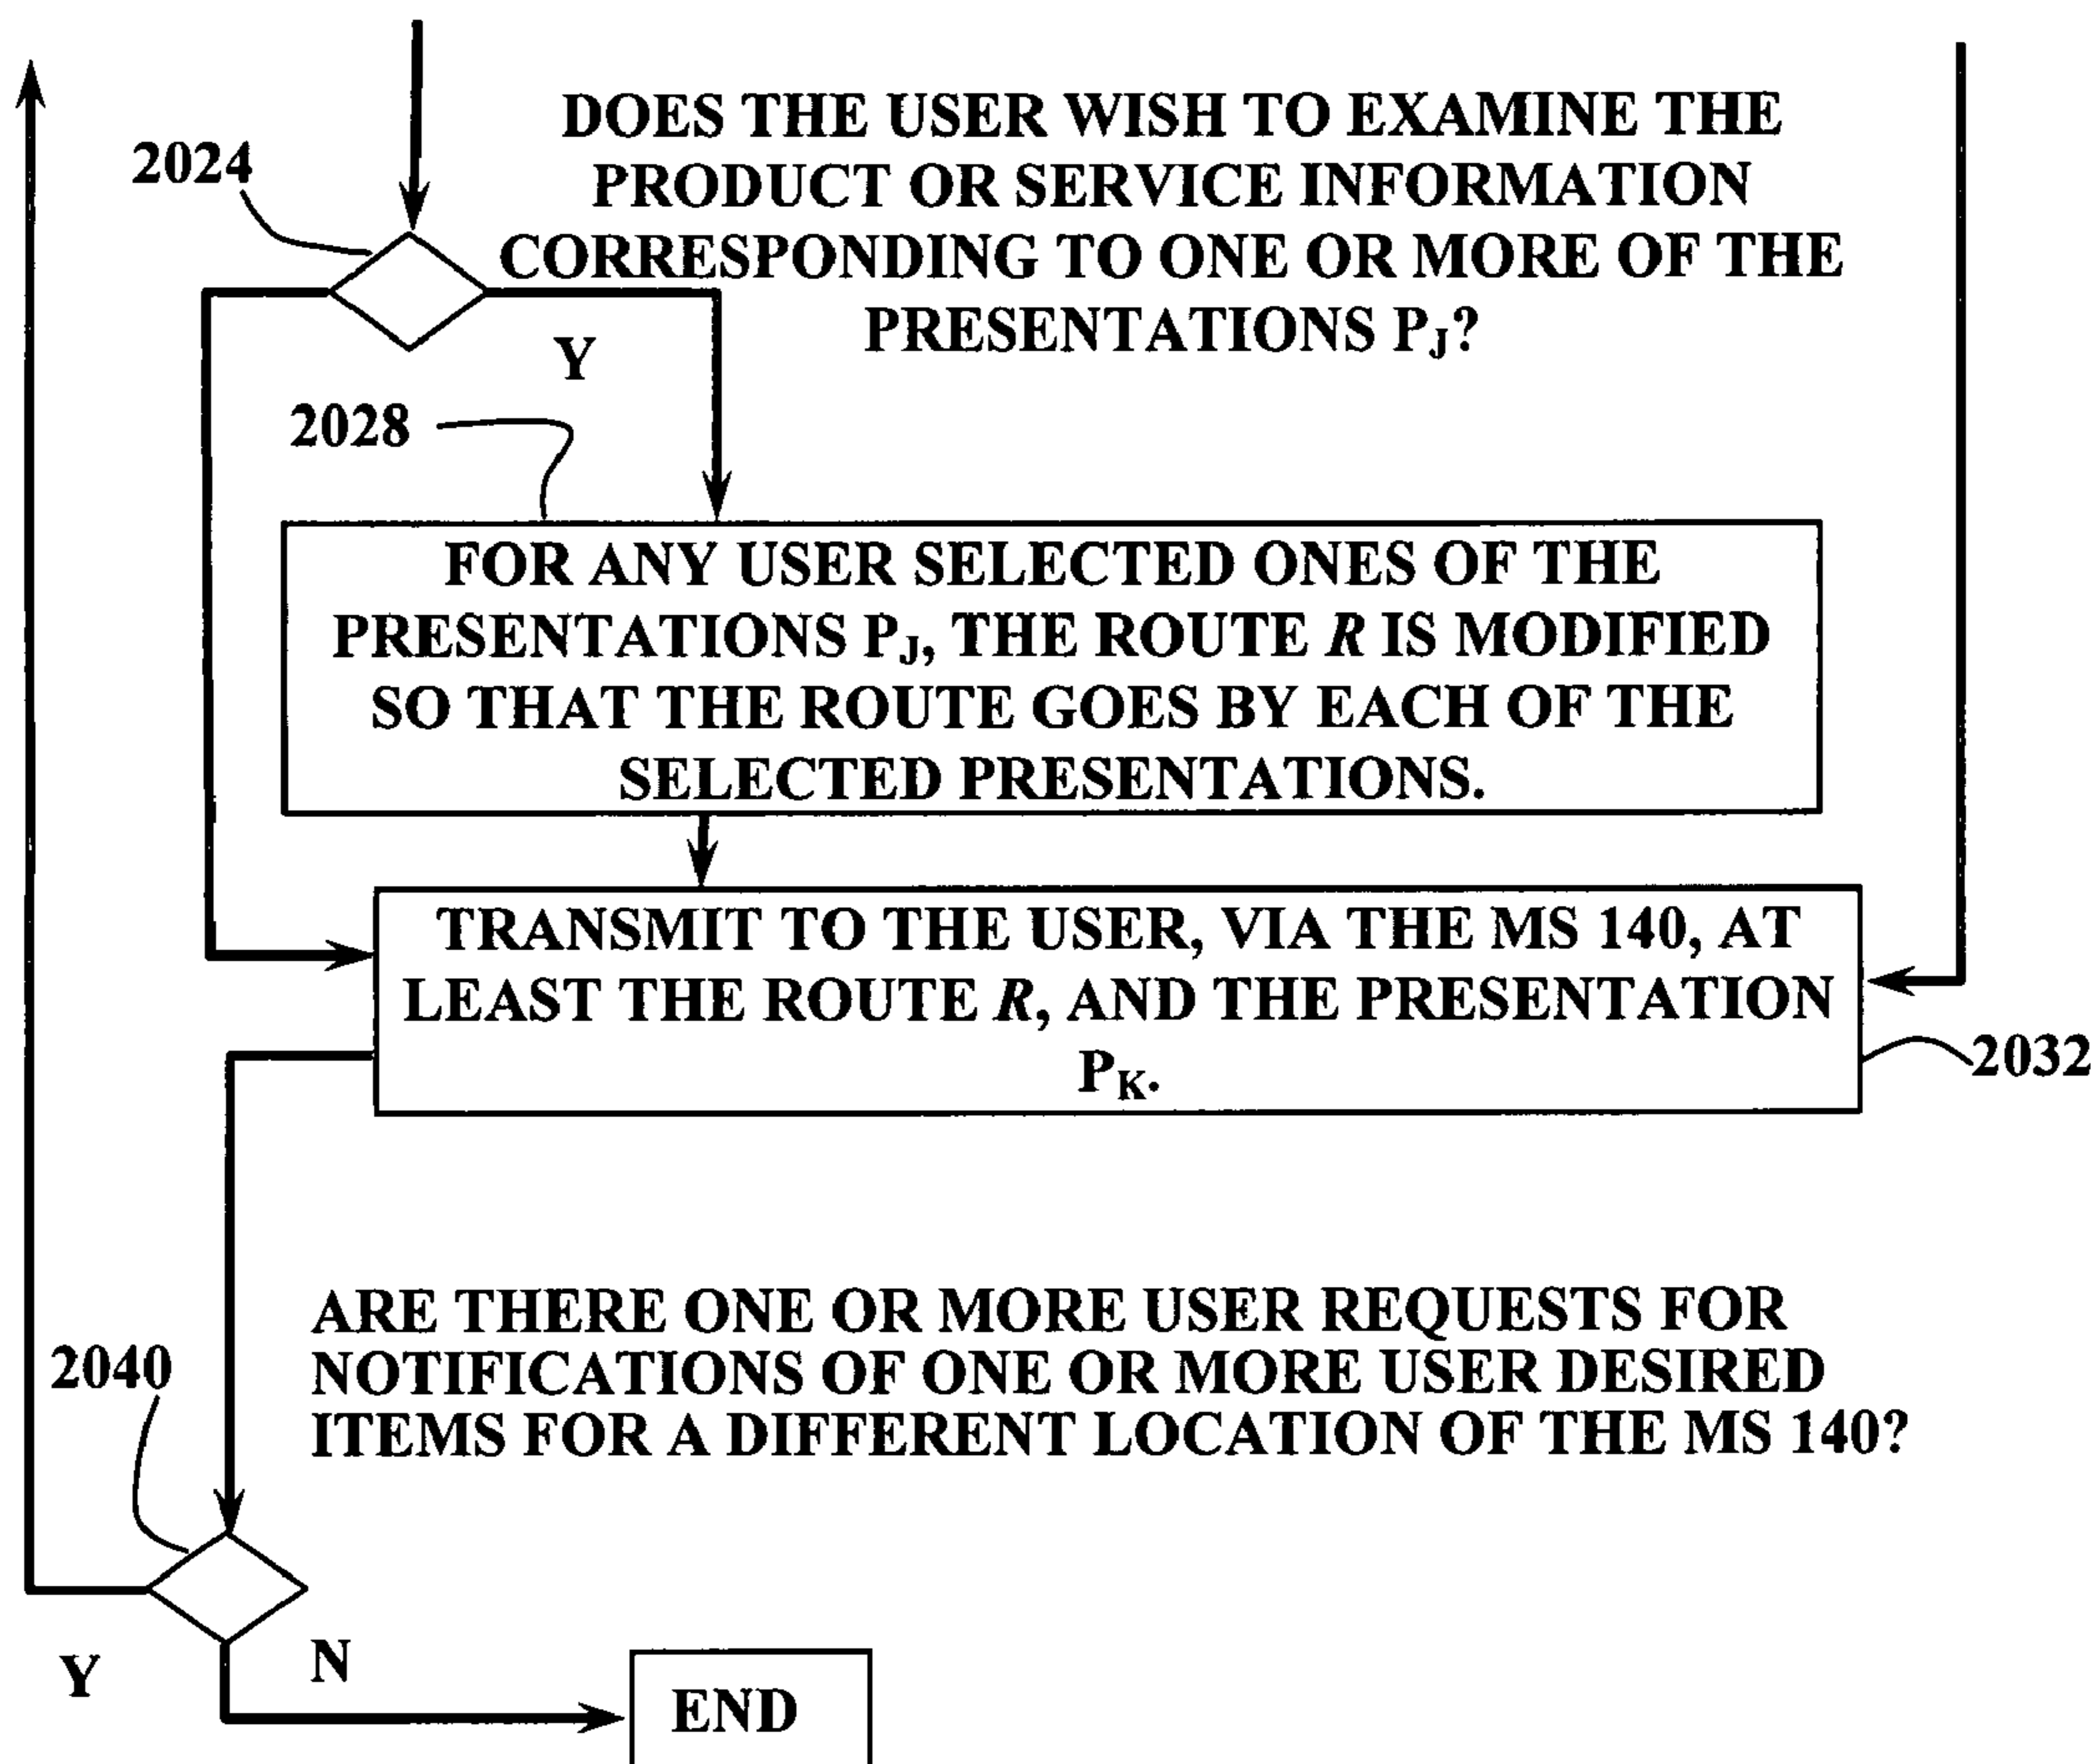 DOES THE USER WISH TO EXAMINE THE
PRODUCT OR SERVICE INFORMATION
CORRESPONDING TO ONE OR MORE OF THE
PRESENTATIONS PJ?
2024
Y
2028
FOR ANY USER SELECTED ONES OF THE
PRESENTATIONS PJ, THE ROUTE R IS MODIFIED
SO THAT THE ROUTE GOES BY EACH OF THE
SELECTED PRESENTATIONS.
TRANSMIT TO THE USER, VIA THE MS 140, AT
LEAST THE ROUTE R, AND THE PRESENTATION
PK.
2032
ARE THERE ONE OR MORE USER REQUESTS FOR
NOTIFICATIONS OF ONE OR MORE USER DESIRED
ITEMS FOR A DIFFERENT LOCATION OF THE MS 140?
2040
Y
N
END